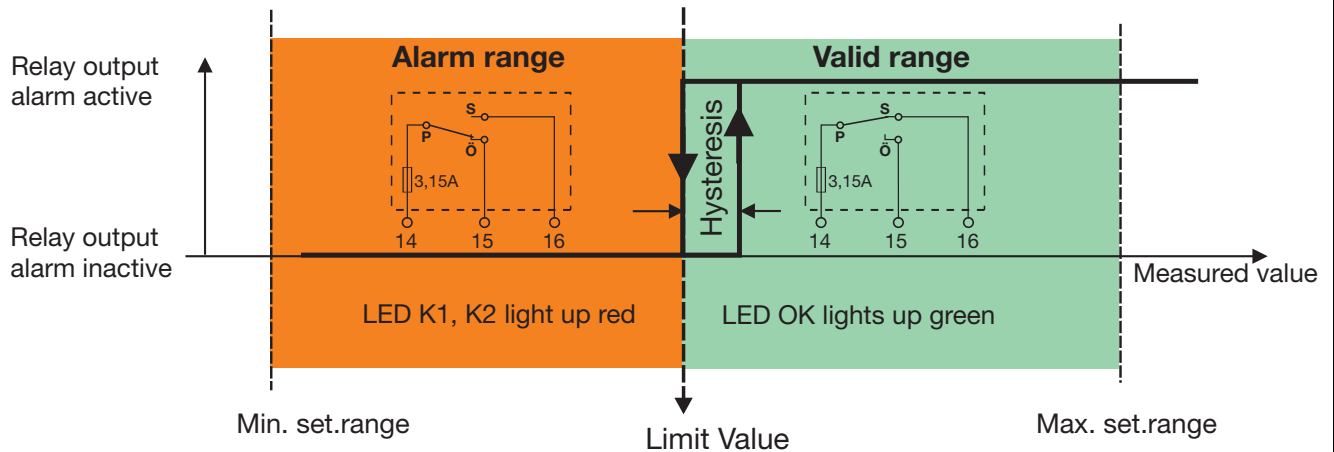 Alarm range
Valid range
Relay output
alarm active
S
P
Ö
3,15A
14
15
16
Hysteresis
S
P
Ö
3,15A
14
15
16
Relay output
alarm inactive
Measured value
LED K1, K2 light up red
LED OK lights up green
Min. set.range
Limit Value
Max. set.range